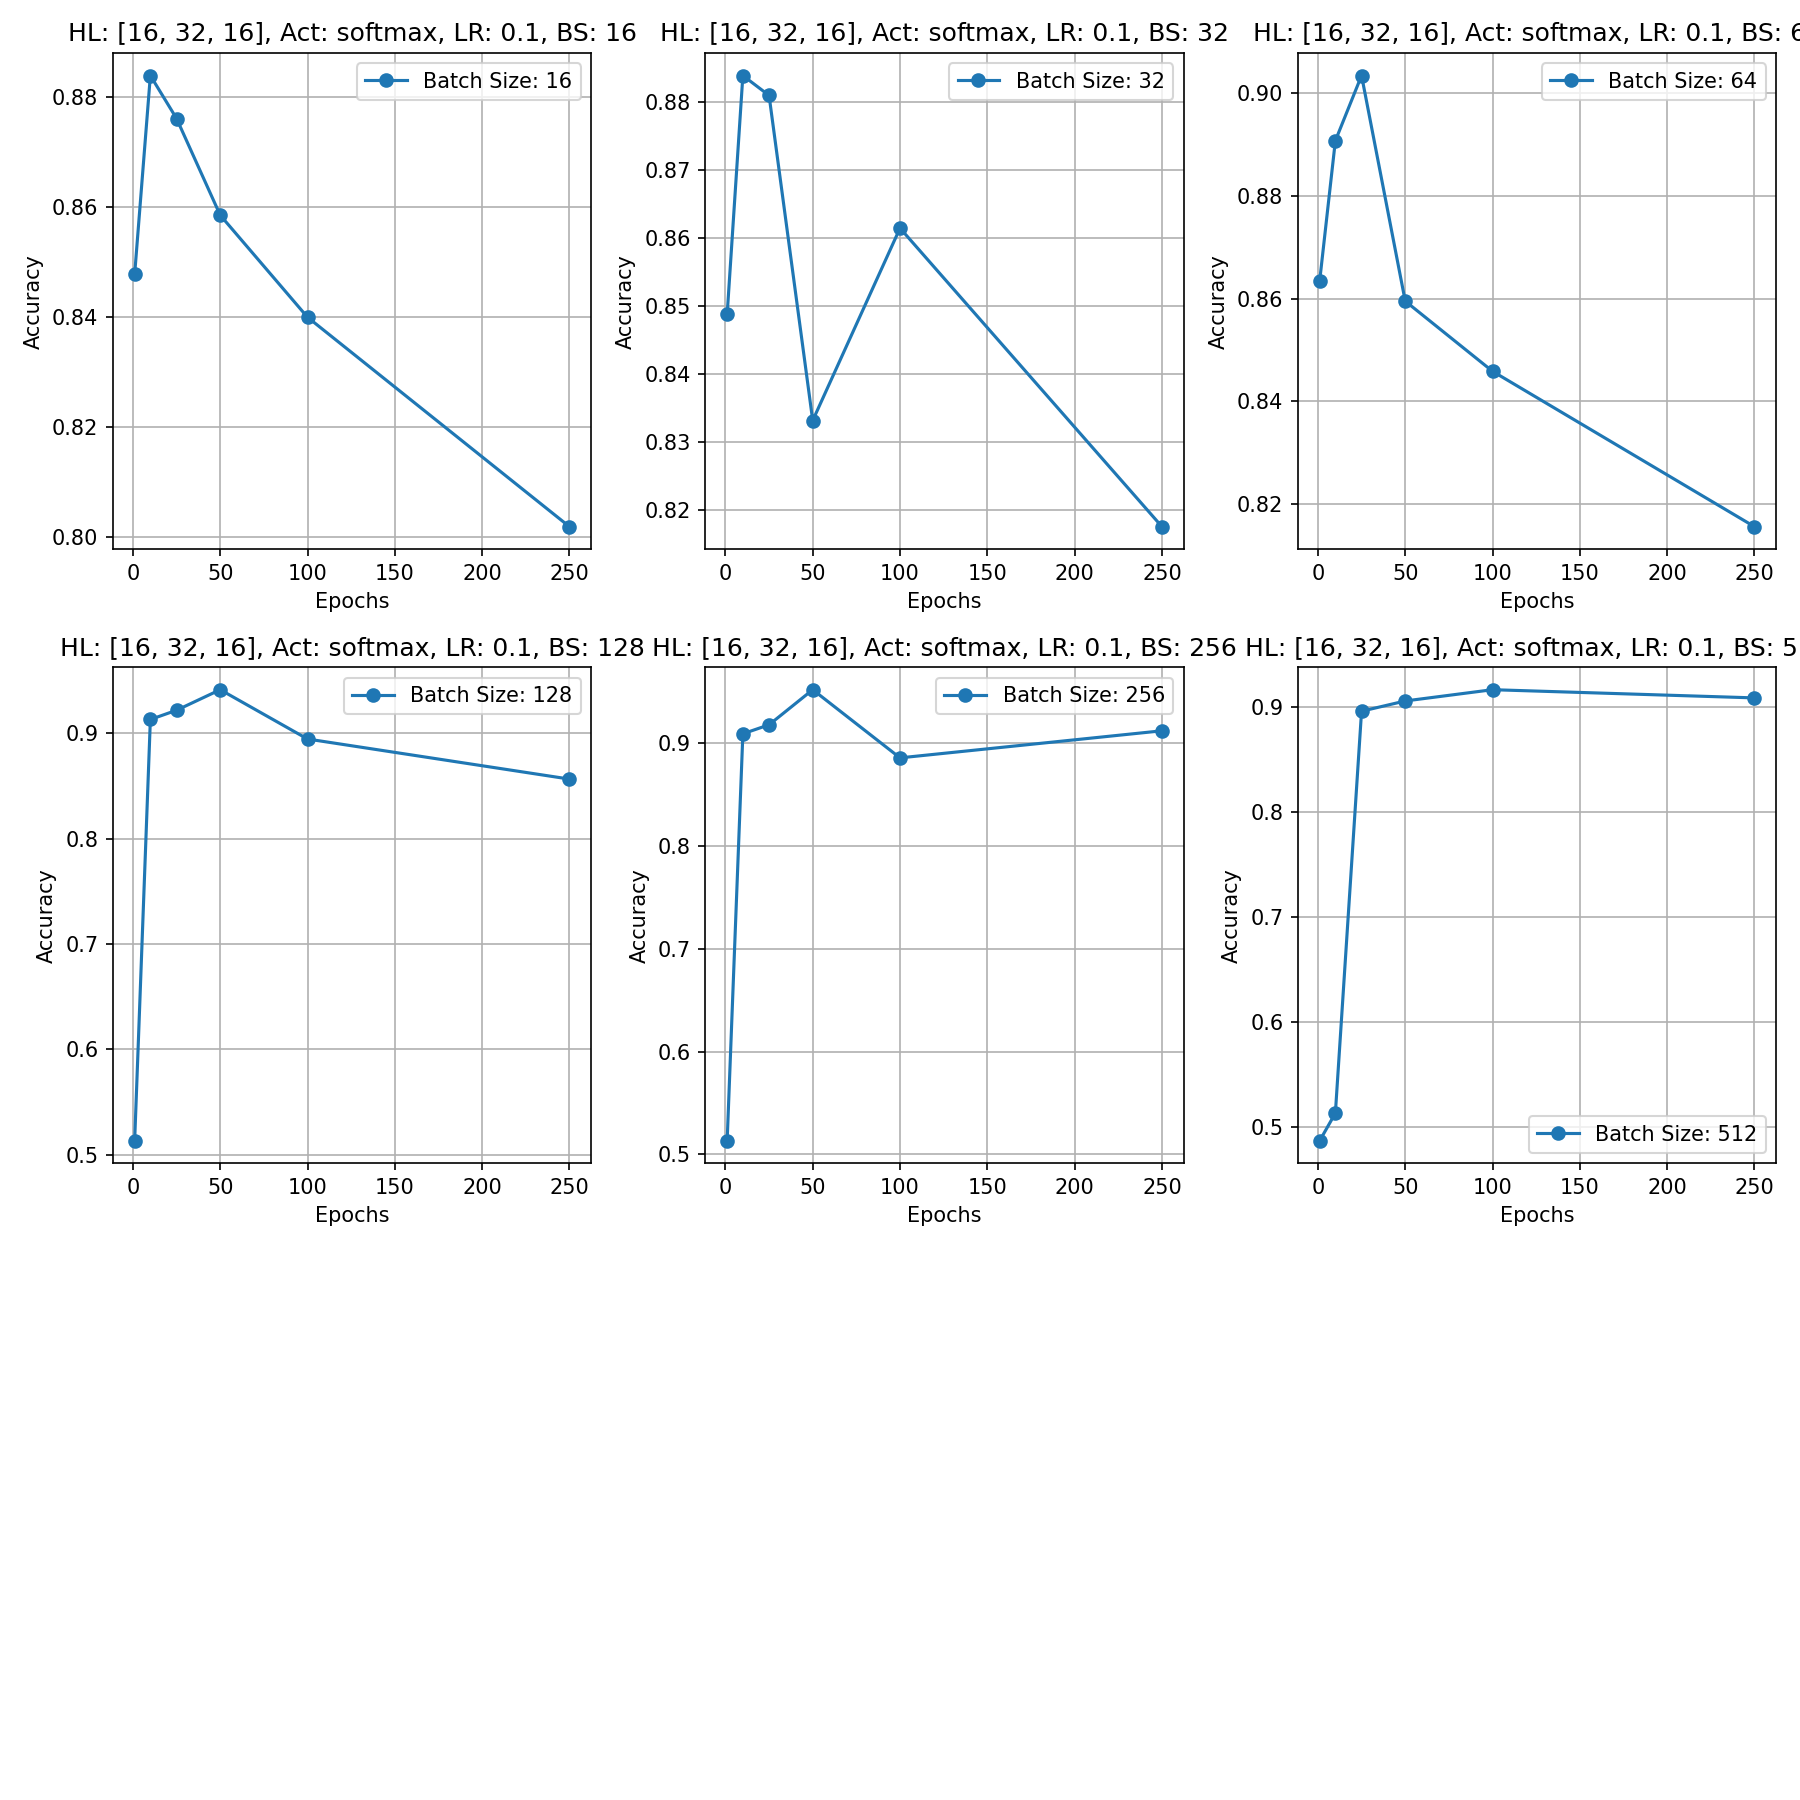 HL: [16, 32, 16], Act: softmax, LR: 0.1, BS: 16
Batch Size: 16
Accuracy
0.88
0.86
0.84
0.82
0.80
0 50 100 150 200 250
Epochs
HL: [16, 32, 16], Act: softmax, LR: 0.1, BS: 32
Batch Size: 32
Accuracy
0.88
0.87
0.86
0.85
0.84
0.83
0.82
0 50 100 150 200 250
Epochs
HL: [16, 32, 16], Act: softmax, LR: 0.1, BS: 6
Batch Size: 64
Accuracy
0.90
0.88
0.86
0.84
0.82
0 50 100 150 200 250
Epochs
HL: [16, 32, 16], Act: softmax, LR: 0.1, BS: 128
Batch Size: 128
Accuracy
0.9
0.8
0.7
0.6
0.5
0 50 100 150 200 250
Epochs
HL: [16, 32, 16], Act: softmax, LR: 0.1, BS: 256
Batch Size: 256
Accuracy
0.9
0.8
0.7
0.6
0.5
0 50 100 150 200 250
Epochs
HL: [16, 32, 16], Act: softmax, LR: 0.1, BS: 5
Batch Size: 512
Accuracy
0.9
0.8
0.7
0.6
0.5
0 50 100 150 200 250
Epochs